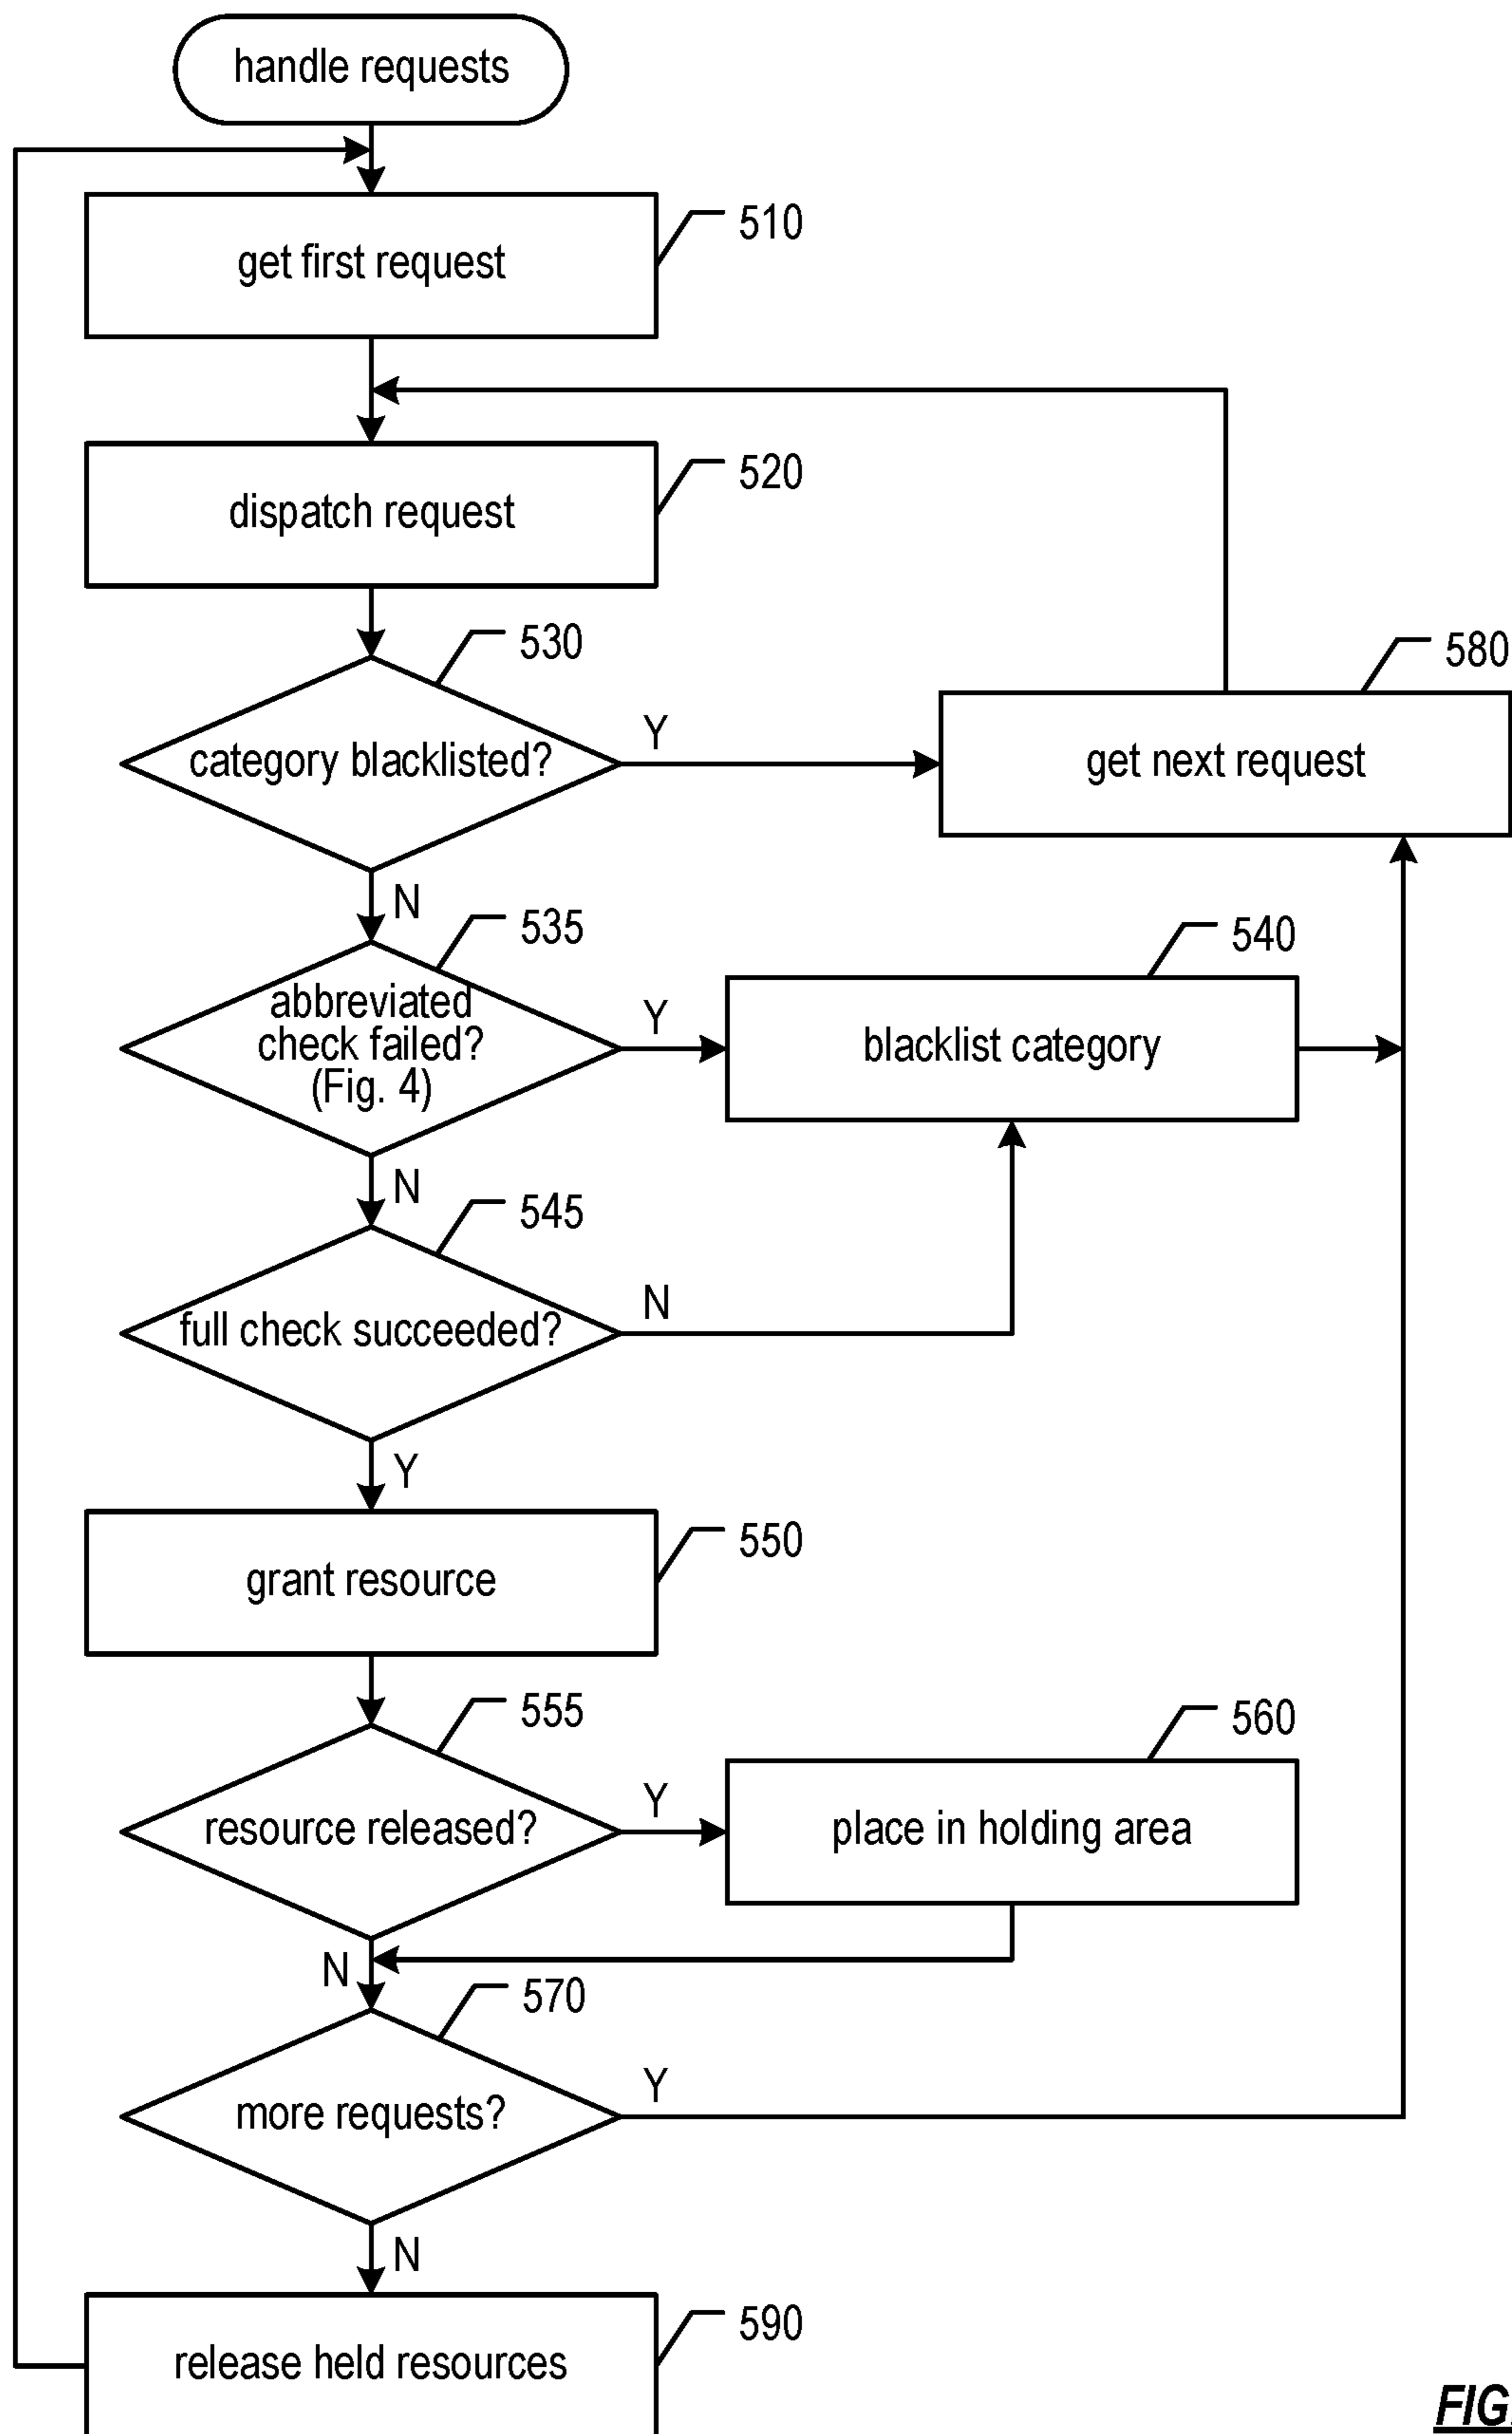 handle requests
get first request
510
dispatch request
520
530
category blacklisted?
Y
580
get next request
N
535
abbreviated
check failed?
(Fig. 4)
Y
540
blacklist category
N
545
full check succeeded?
N
Y
grant resource
550
555
resource released?
Y
560
place in holding area
N
570
more requests?
Y
N
release held resources
590
FIG.